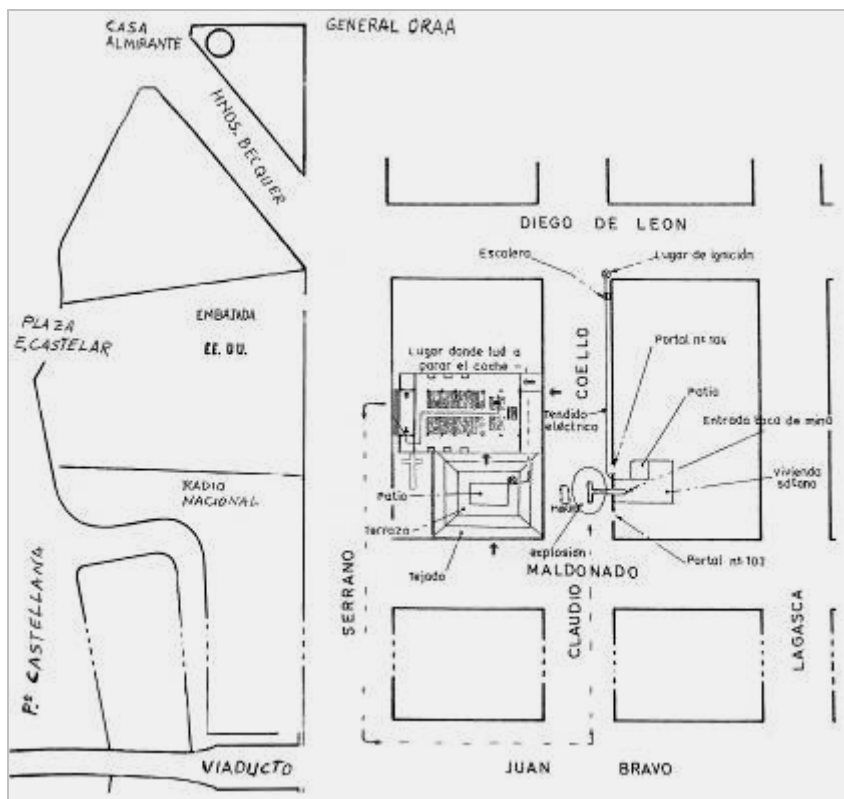 CASA
ALMIRANTE
GENERAL ORAA
HNOS. BECQUER
DIEGO DE LEON
Escalera
Lugar de ignición
PLAZA
E. CASTELAR
EMBAJADA
EE. UU.
Portal nº 104
Lugar donde fué a
parar el coche
COELLO
Patio
Tendido
eléctrico
Entrada boca de mina
RADIO
NACIONAL
Patio
vivienda
sótano
Terraza
explosión
Tejado
MALDONADO
Portal nº 102
SERRANO
CLAUDIO
LAGASCA
Pº CASTELLANA
VIADUCTO
JUAN
BRAVO